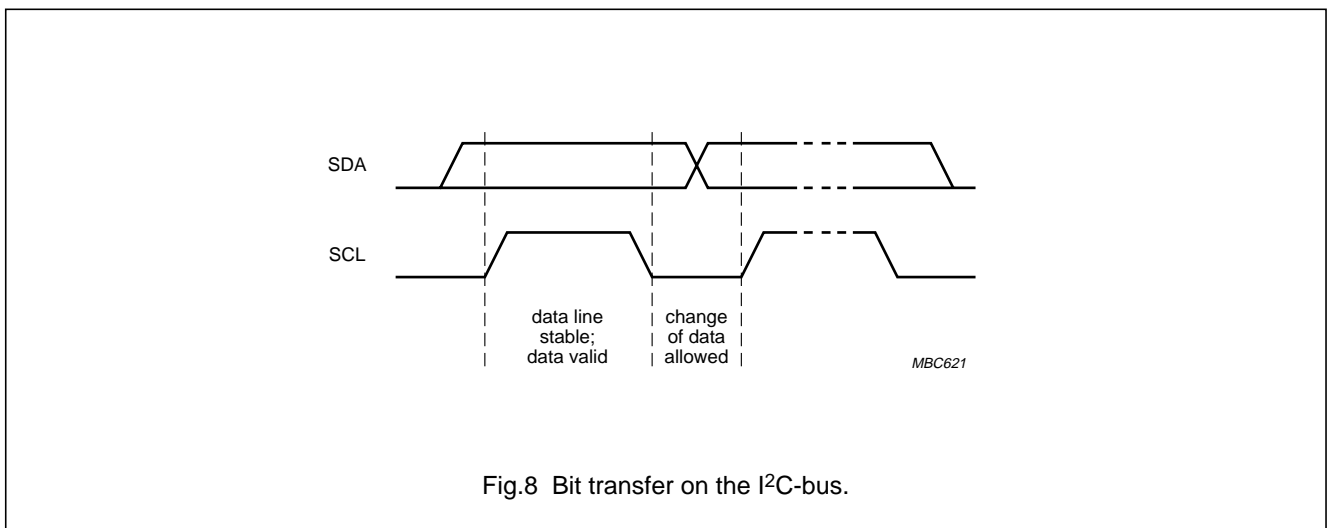 SDA
SCL
data line
stable;
data valid
change
of data
allowed
MBC621
Fig.8 Bit transfer on the I²C-bus.